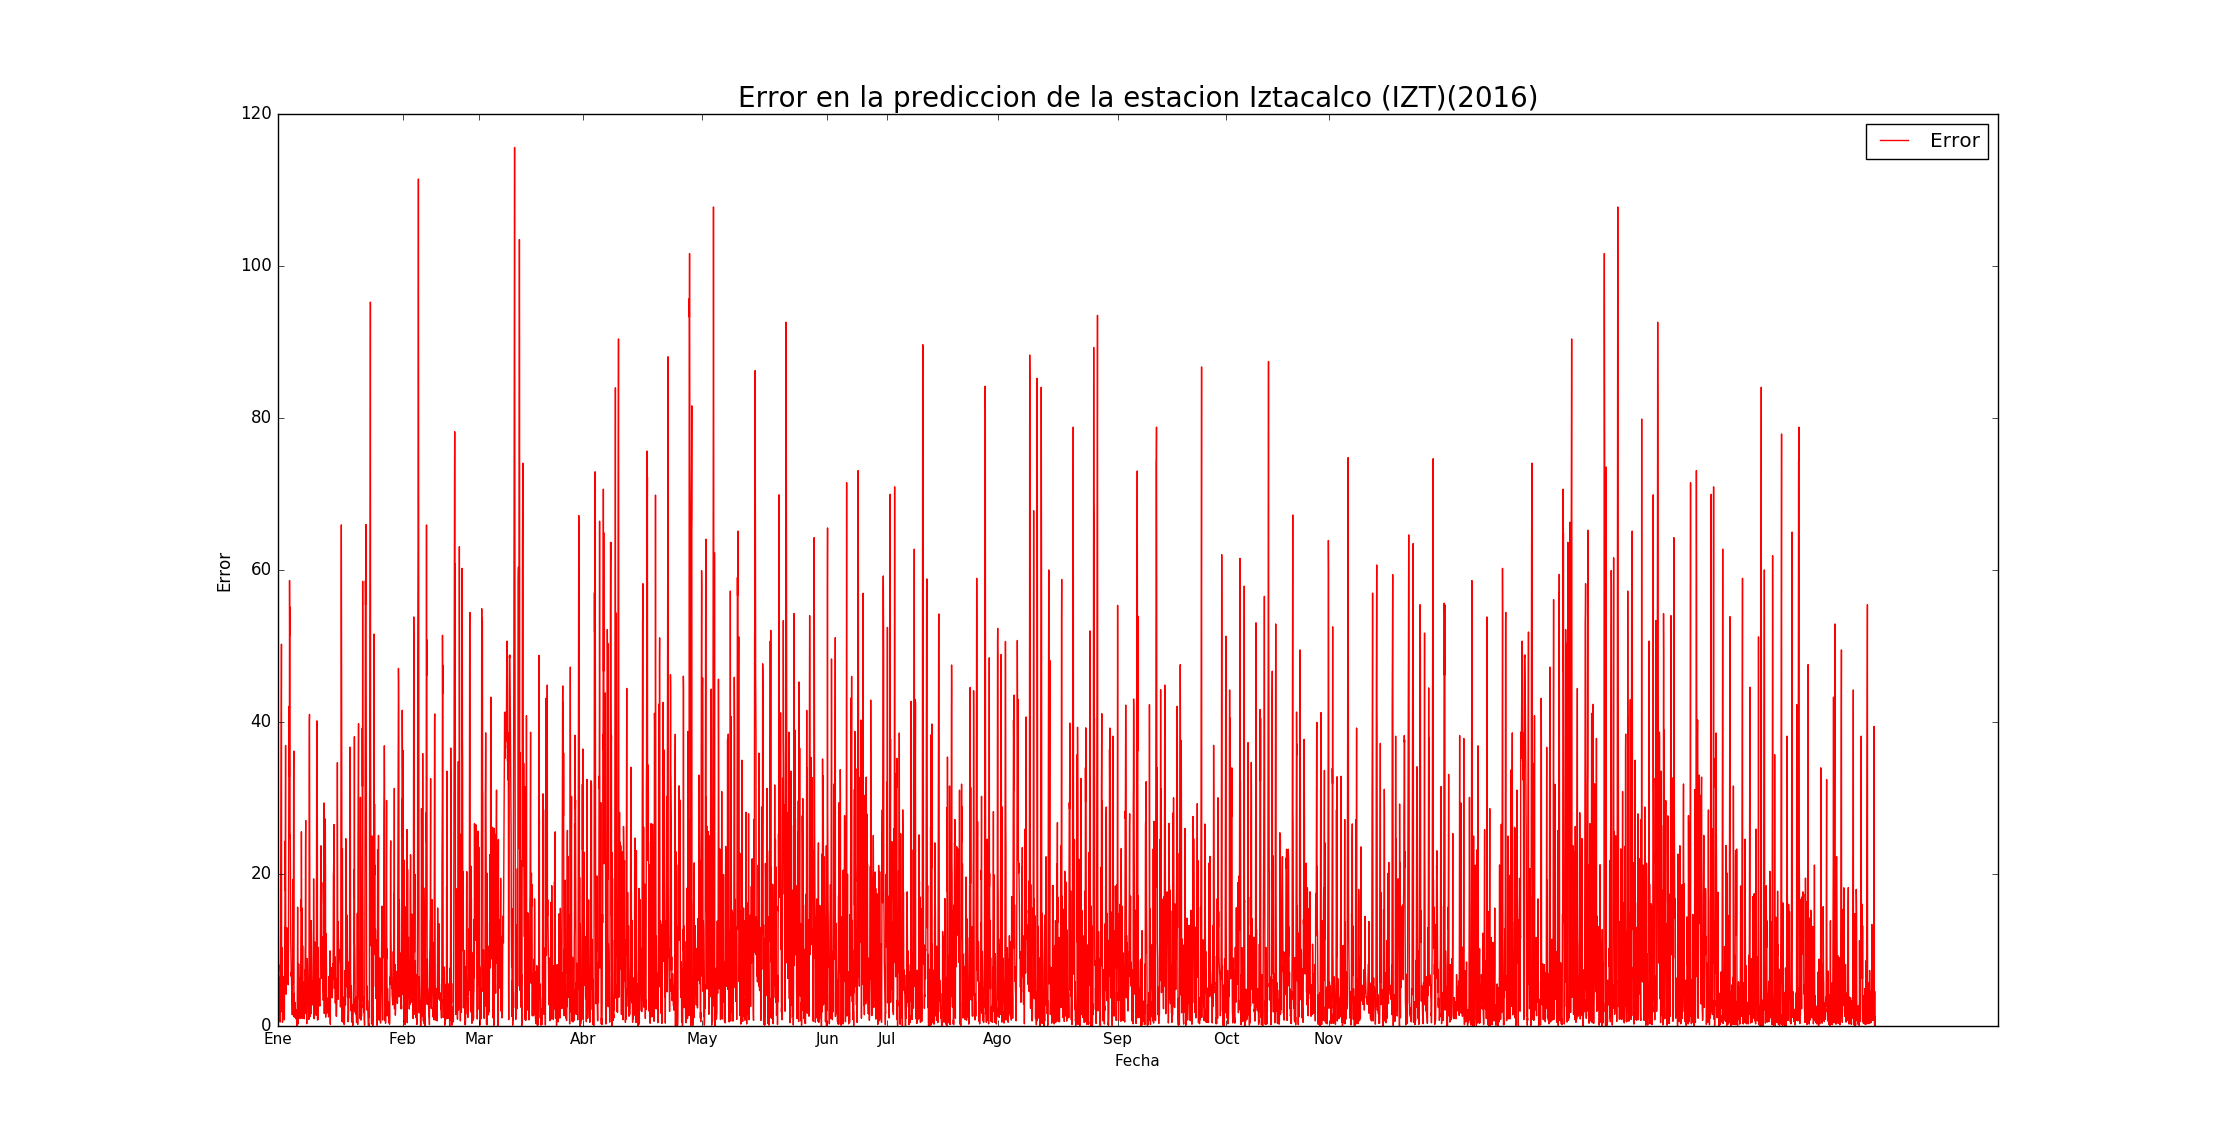 Error en la prediccion de la estacion Iztacalco (IZT)(2016)
120
Error
100
80
60
Error
40
20
0
Ene Feb Mar Abr May Jun Jul Ago Sep Oct Nov
Fecha